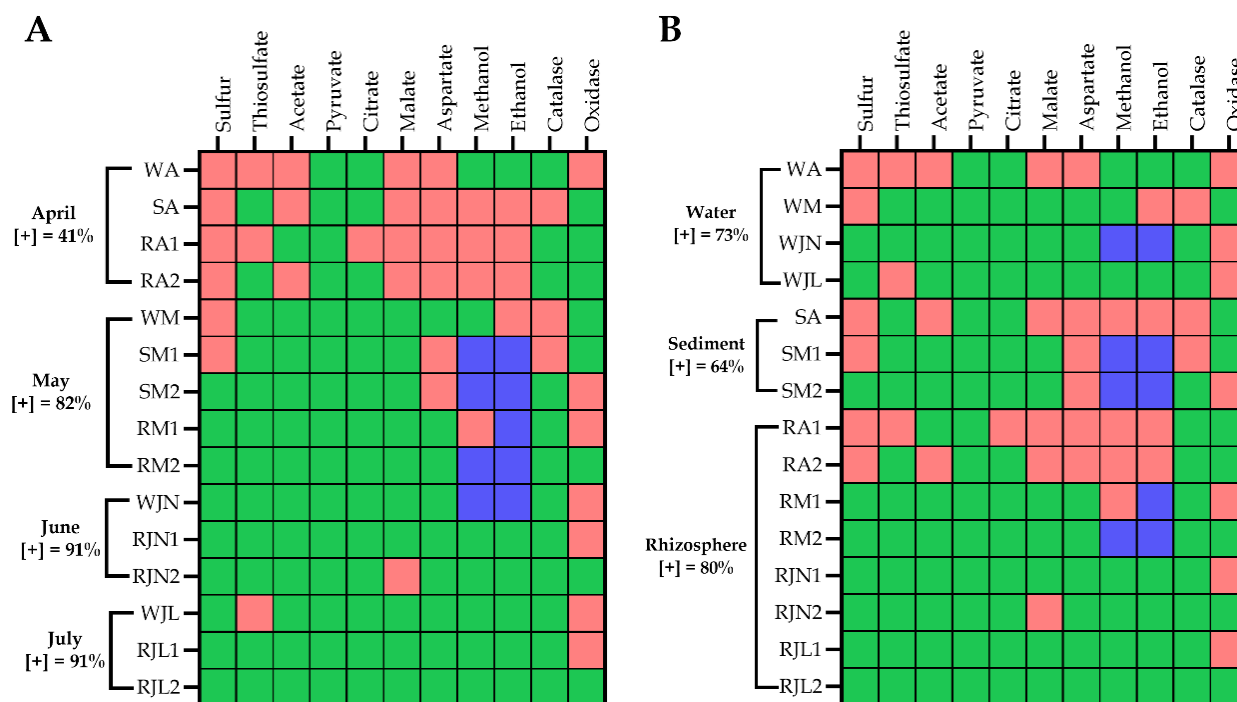 A
Sulfur
Thiosulfate
Acetate
Pyruvate
Citrate
Malate
Aspartate
Methanol
Ethanol
Catalase
Oxidase
April
[+] = 41%
WA
SA
RA1
RA2
May
[+] = 82%
WM
SM1
SM2
RM1
RM2
June
[+] = 91%
WJN
RJN1
RJN2
July
[+] = 91%
WJL
RJL1
RJL2
B
Sulfur
Thiosulfate
Acetate
Pyruvate
Citrate
Malate
Aspartate
Methanol
Ethanol
Catalase
Oxidase
Water
[+] = 73%
WA
WM
WJN
WJL
Sediment
[+] = 64%
SA
SM1
SM2
Rhizosphere
[+] = 80%
RA1
RA2
RM1
RM2
RJN1
RJN2
RJL1
RJL2